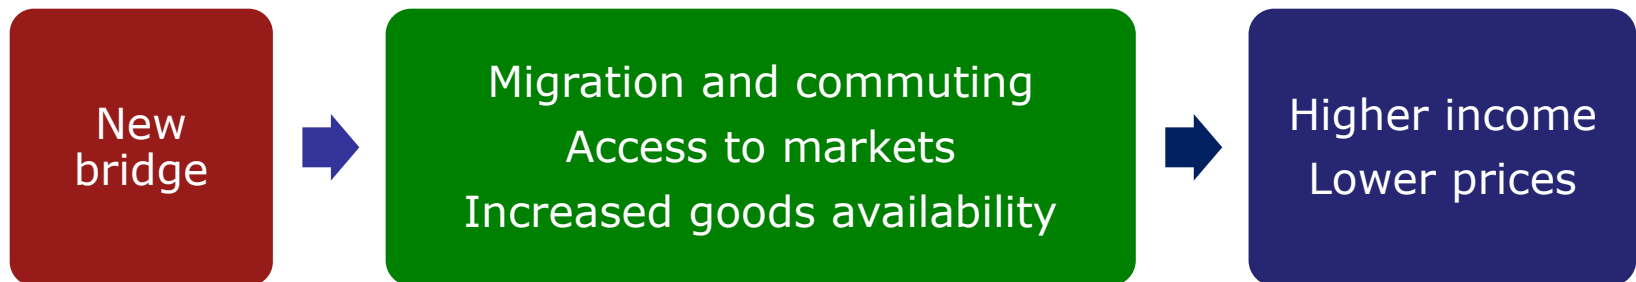 New
bridge
Migration and commuting
Access to markets
Increased goods availability
Higher income
Lower prices